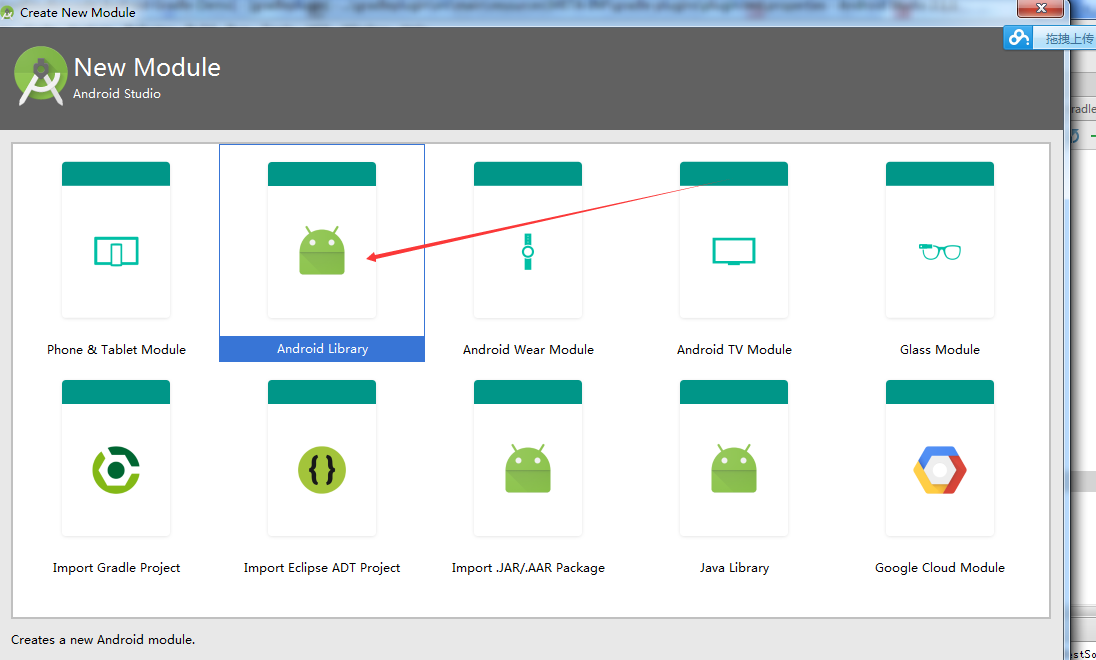 Create New Module
拖拽上传
New Module
Android Studio
radle
Phone & Tablet Module
Android Library
Android Wear Module
Android TV Module
Glass Module
{}
Import Gradle Project
Import Eclipse ADT Project
Import .JAR/.AAR Package
Java Library
Google Cloud Module
Creates a new Android module.
estSo